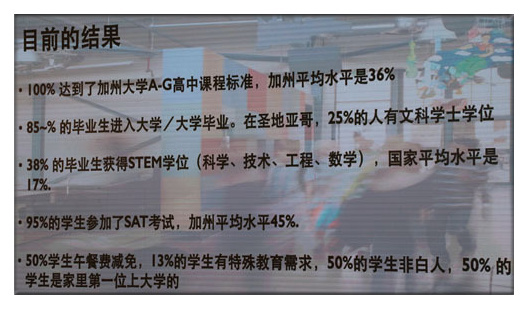 目前的结果
• 100% 达到了加州大学A-G高中课程标准，加州平均水平是36%
• 85~% 的毕业生进入大学／大学毕业。在圣地亚哥，25%的人有文科学士学位
• 38% 的毕业生获得STEM学位（科学、技术、工程、数学），国家平均水平是
17%.
• 95%的学生参加了SAT考试，加州平均水平45%.
• 50%学生午餐费减免，13%的学生有特殊教育需求，50%的学生非白人，50% 的
学生是家里第一位上大学的